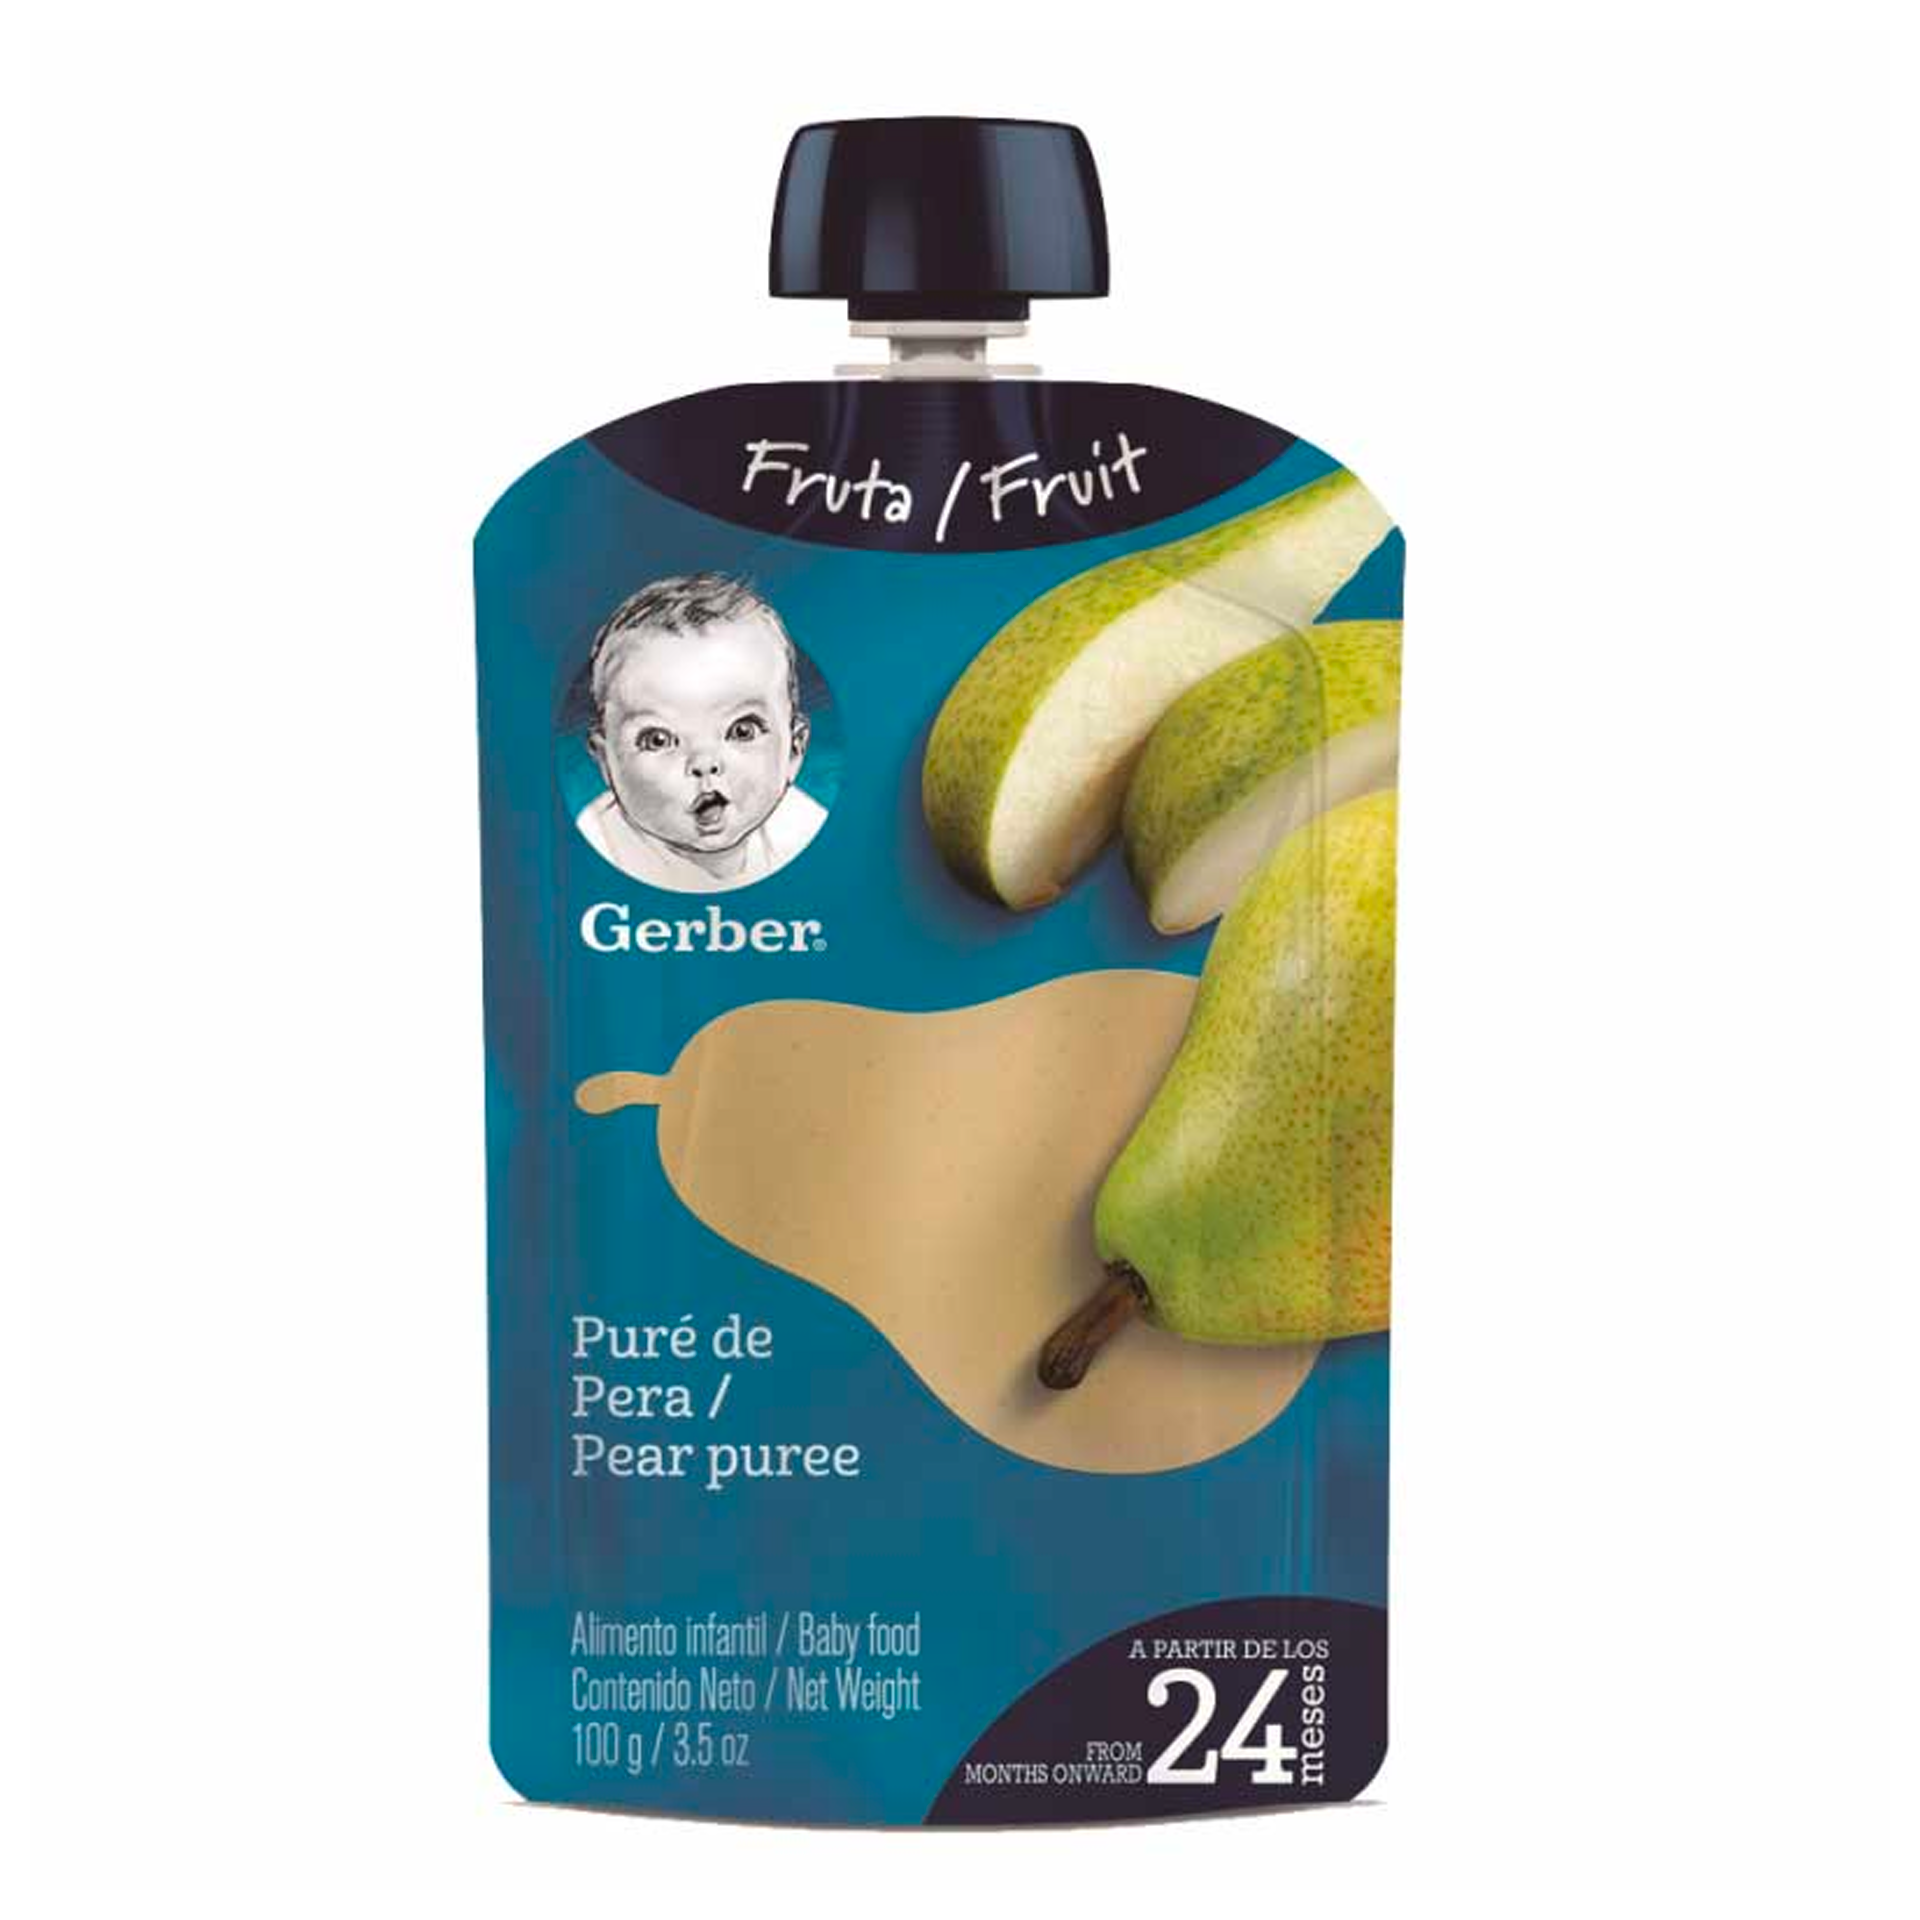 Fruta / Fruit
Gerber®
Puré de
Pera /
Pear puree
Alimento infantil / Baby food
Contenido Neto / Net Weight
100 g / 3.5 oz
A PARTIR DE LOS
24 meses
FROM
MONTHS ONWARD